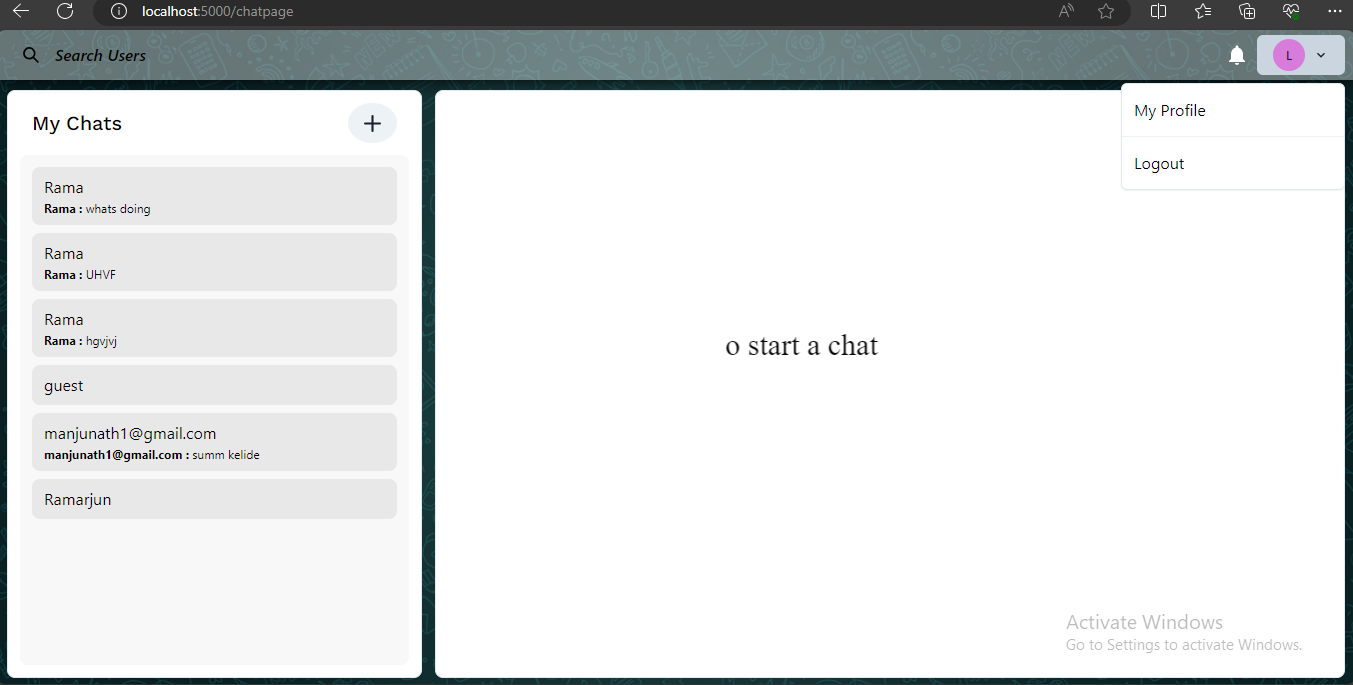 localhost:5000/chatpage
Search Users
L
My Chats
+
My Profile
Logout
Rama
Rama : whats doing
Rama
Rama : UHVF
Rama
Rama : hgvjvj
guest
manjunath1@gmail.com
manjunath1@gmail.com : summ kelide
Ramarjun
o start a chat
Activate Windows
Go to Settings to activate Windows.